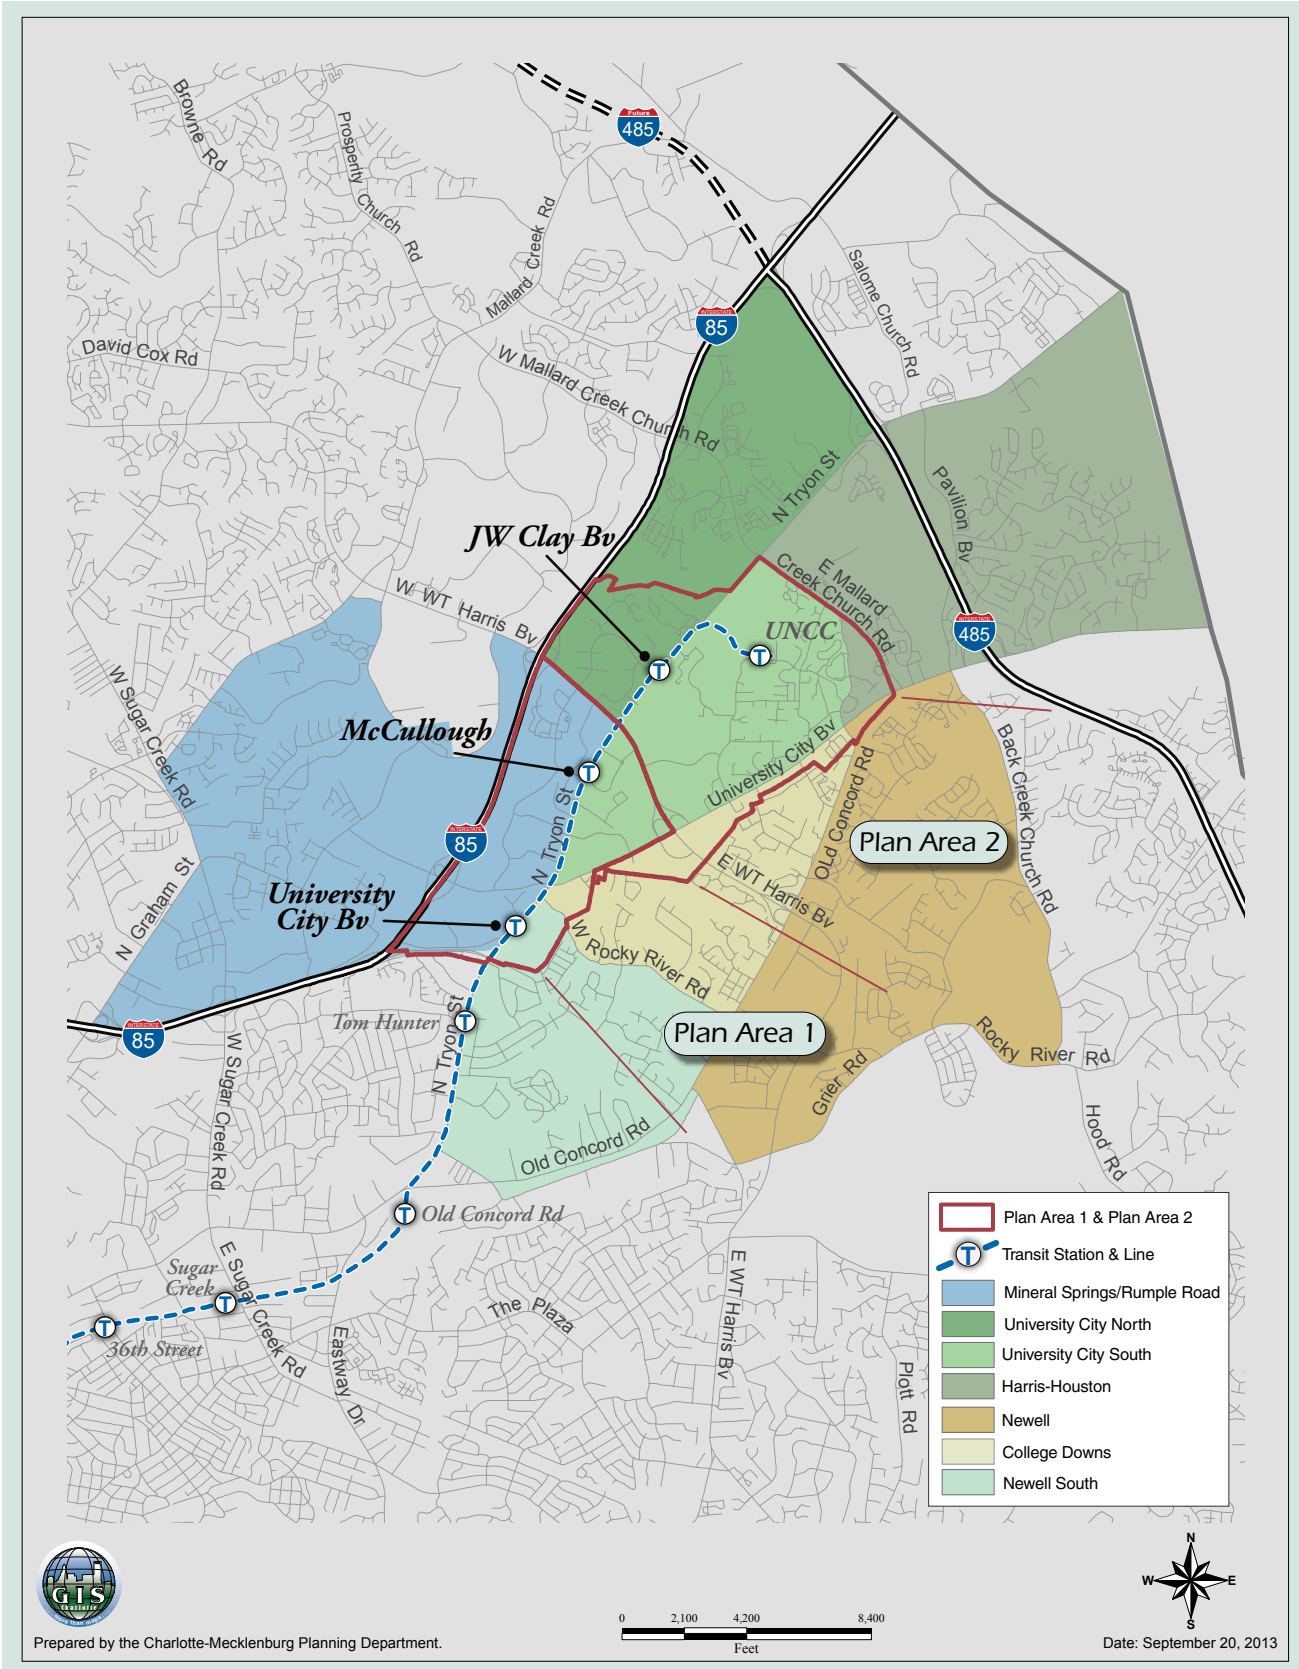 Future
485
Browne Rd
Prosperity Church Rd
Mallard Creek Rd
Salome Church Rd
INTERSTATE
85
David Cox Rd
W Mallard Creek Church Rd
N Tryon St
Pavilion Bv
JW Clay Bv
E Mallard
Creek Church Rd
W WT Harris Bv
UNCC
INTERSTATE
485
W Sugar Creek Rd
McCullough
University City Bv
Back Creek Church Rd
Old Concord Rd
N Tryon St
INTERSTATE
85
Plan Area 2
E WT Harris Bv
University
City Bv
N Graham St
W Rocky River Rd
Tom Hunter
N Tryon St
Plan Area 1
INTERSTATE
85
W Sugar Creek Rd
Rocky River Rd
Grier Rd
Hood Rd
Old Concord Rd
Old Concord Rd
Sugar
Creek
E Sugar Creek Rd
36th Street
Eastway Dr
The Plaza
E WT Harris Bv
Plott Rd
Plan Area 1 & Plan Area 2
T Transit Station & Line
Mineral Springs/Rumple Road
University City North
University City South
Harris-Houston
Newell
College Downs
Newell South
GIS
Charlotte
N
W E
S
0 2,100 4,200 8,400
Feet
Prepared by the Charlotte-Mecklenburg Planning Department.
Date: September 20, 2013